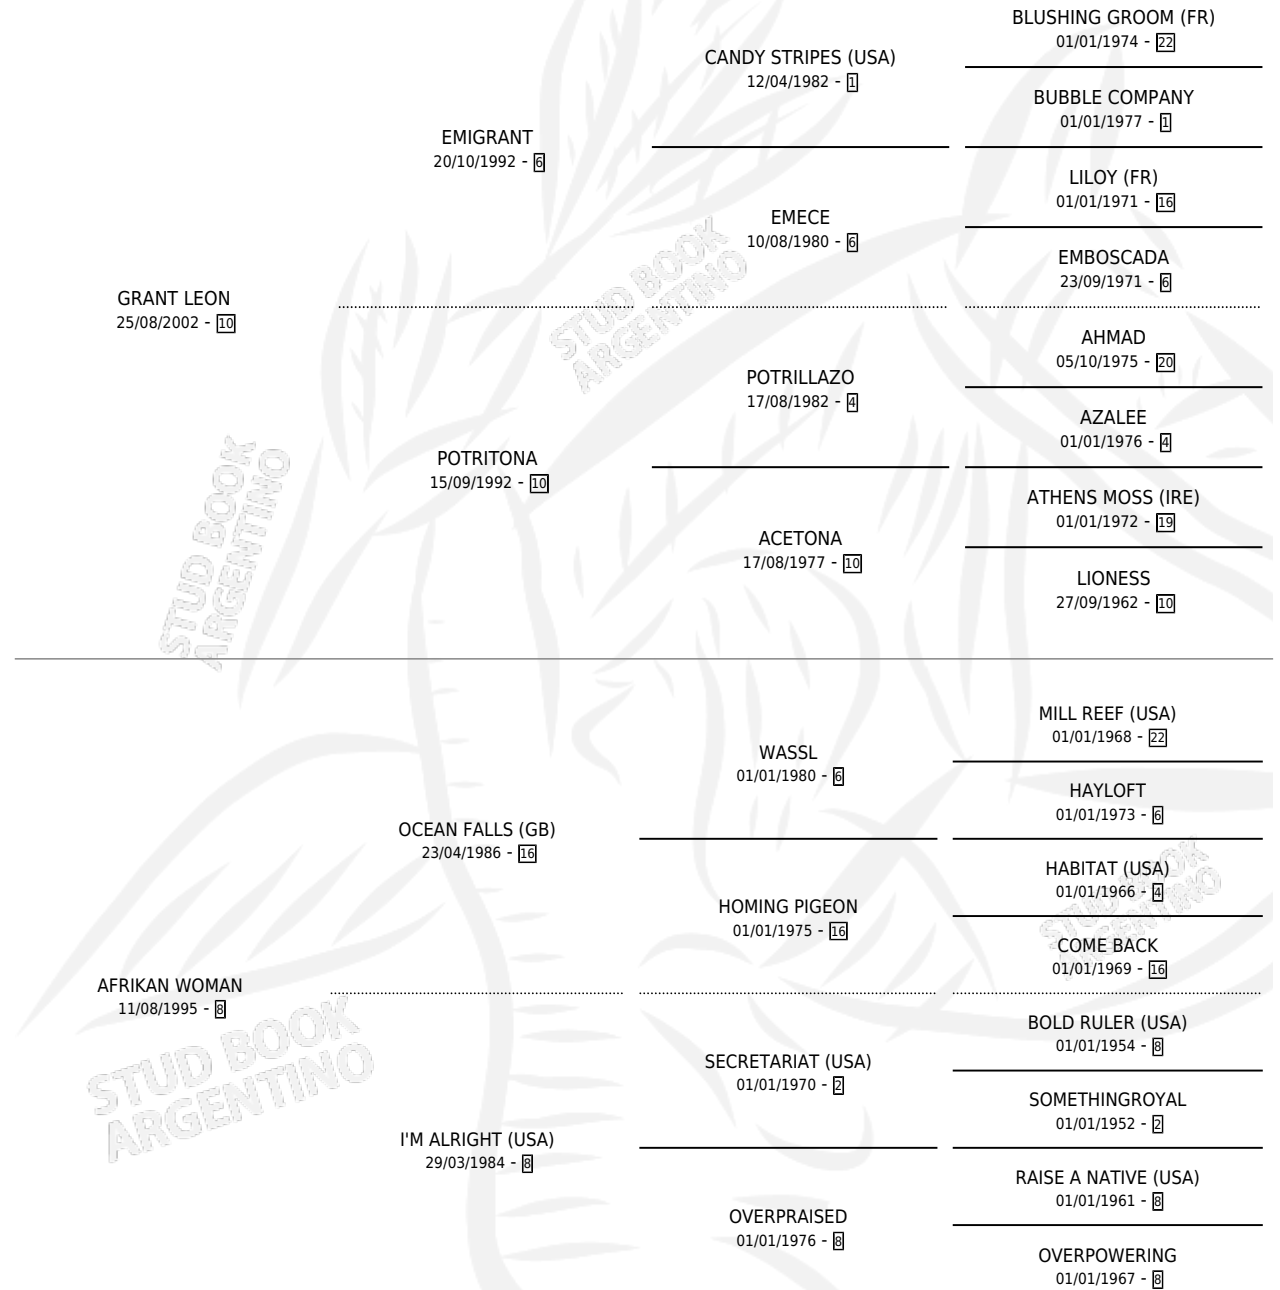 BLUSHING GROOM (FR)
01/01/1974 - 22
CANDY STRIPES (USA)
12/04/1982 - 1
BUBBLE COMPANY
01/01/1977 - 1
EMIGRANT
20/10/1992 - 6
LILOY (FR)
01/01/1971 - 16
EMECE
10/08/1980 - 6
EMBOSCADA
23/09/1971 - 6
GRANT LEON
25/08/2002 - 10
AHMAD
05/10/1975 - 20
POTRILLAZO
17/08/1982 - 4
AZALEE
01/01/1976 - 4
POTRITONA
15/09/1992 - 10
ATHENS MOSS (IRE)
01/01/1972 - 19
ACETONA
17/08/1977 - 10
LIONESS
27/09/1962 - 10
STUD BOOK
ARGENTINO
STUD BOOK
ARGENTINO
MILL REEF (USA)
01/01/1968 - 22
WASSL
01/01/1980 - 6
HAYLOFT
01/01/1973 - 6
OCEAN FALLS (GB)
23/04/1986 - 16
HABITAT (USA)
01/01/1966 - 4
HOMING PIGEON
01/01/1975 - 16
COME BACK
01/01/1969 - 16
STUD BOOK
ARGENTINO
AFRIKAN WOMAN
11/08/1995 - 8
BOLD RULER (USA)
01/01/1954 - 8
SECRETARIAT (USA)
01/01/1970 - 2
SOMETHINGROYAL
01/01/1952 - 2
STUD BOOK
ARGENTINO
I'M ALRIGHT (USA)
29/03/1984 - 8
RAISE A NATIVE (USA)
01/01/1961 - 8
OVERPRAISED
01/01/1976 - 8
OVERPOWERING
01/01/1967 - 8